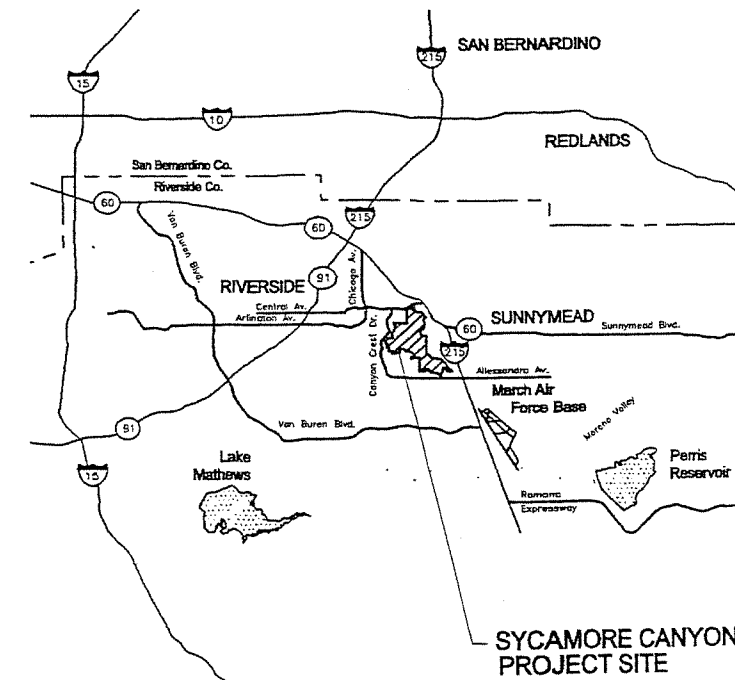 SAN BERNARDINO
215
15
10
REDLANDS
San Bernardino Co.
Riverside Co.
60
60
215
Van Buren Blvd.
RIVERSIDE
91
Chicago Av.
Central Av.
Arlington Av.
SUNNYMEAD
60
Sunnymead Blvd.
215
Canyon Crest Dr.
Allessandro Av.
March Air
Force Base
Moreno Valley
Van Buren Blvd.
91
Lake
Mathews
15
Perris
Reservoir
Ramona
Expressway
SYCAMORE CANYON
PROJECT SITE